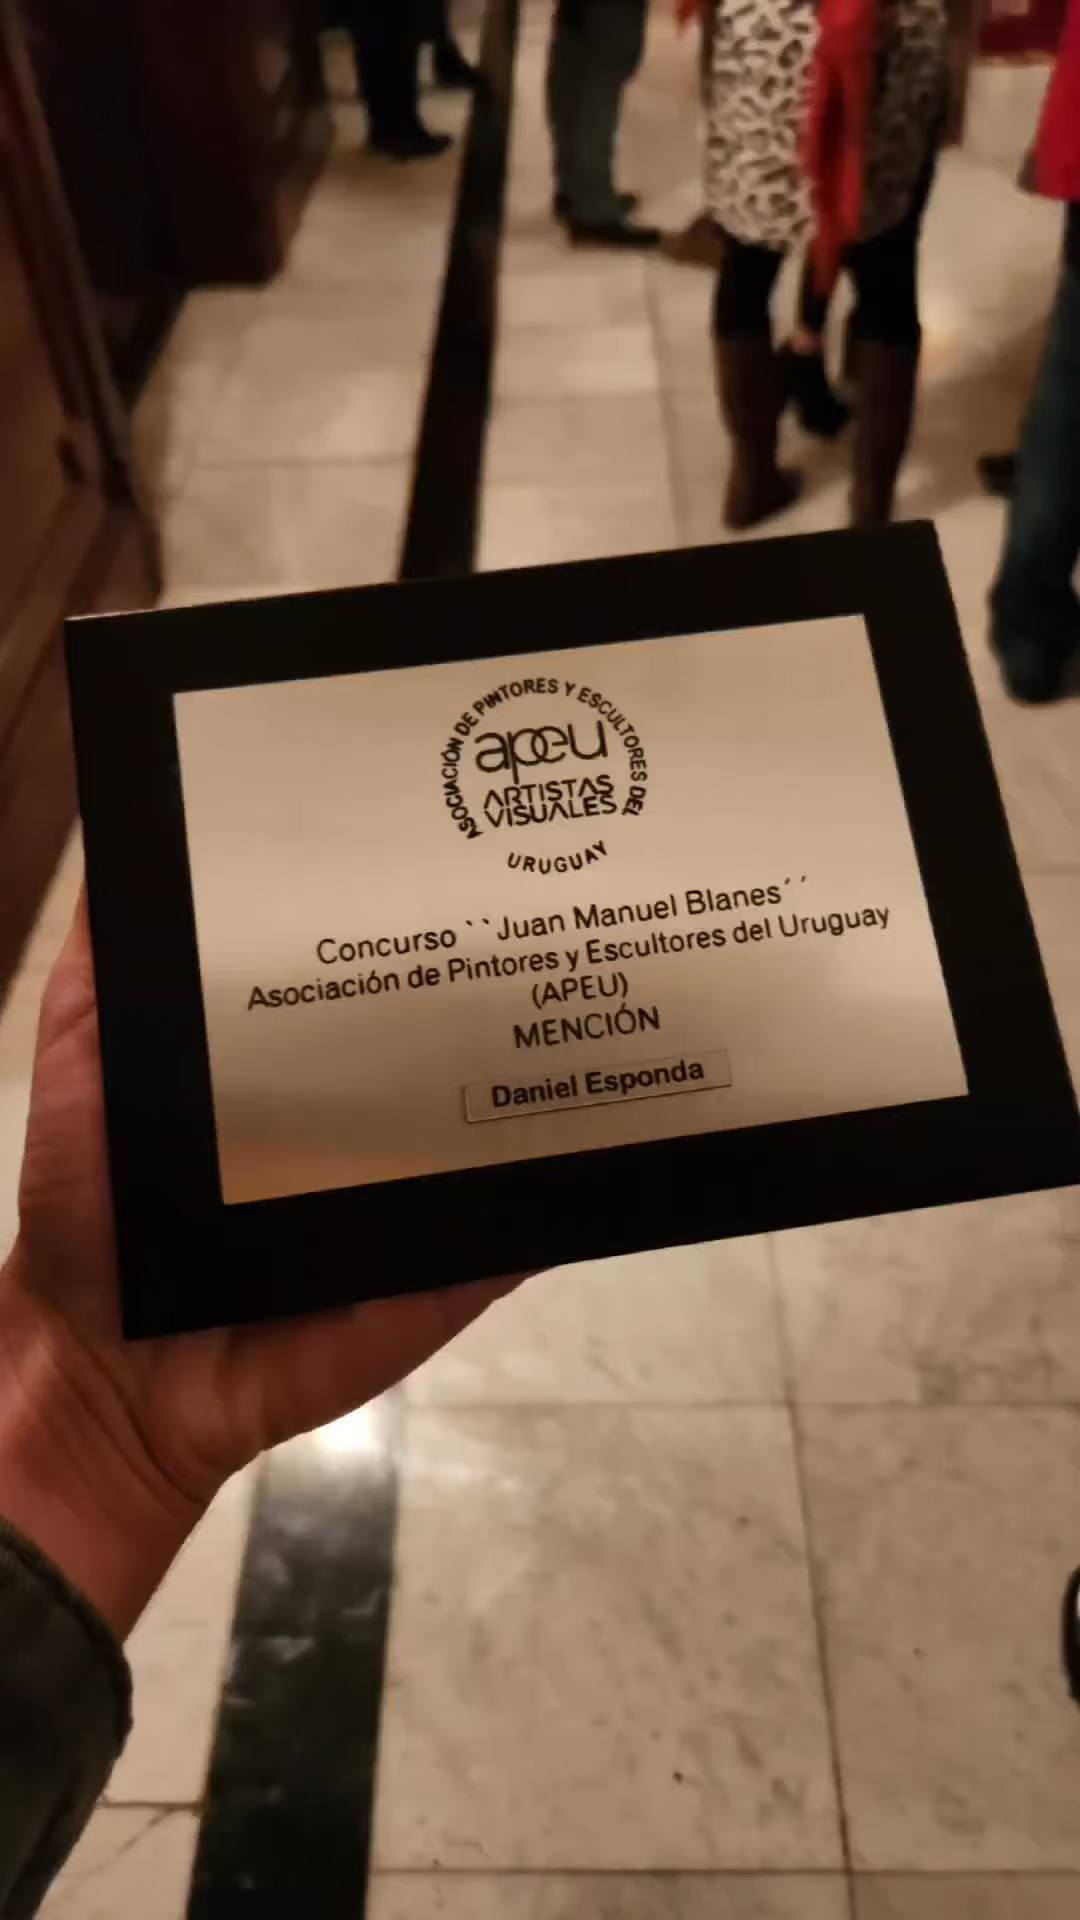 ASOCIACIÓN DE PINTORES Y ESCULTORES DEL
apeu
ARTISTAS
VISUALES
URUGUAY
Concurso ``Juan Manuel Blanes´´
Asociación de Pintores y Escultores del Uruguay
(APEU)
MENCIÓN
Daniel Esponda